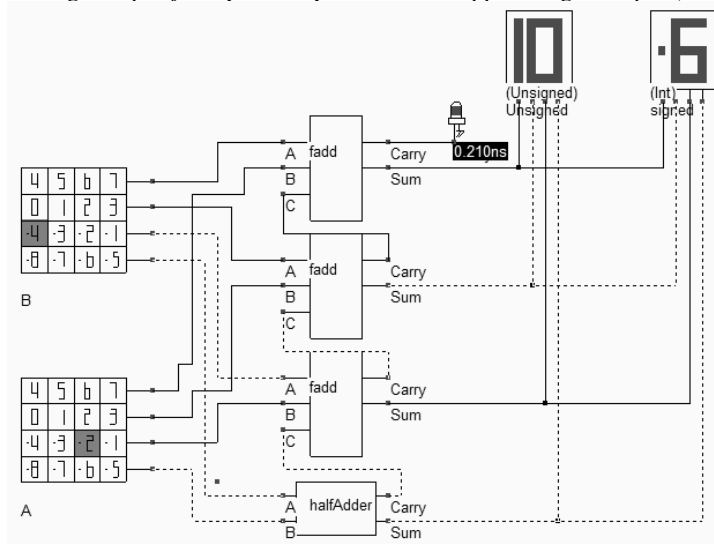 10
-6
(Unsigned)
Unsigned
(Int)
signed
A fadd Carry
0.210ns
B Sum
C
4 5 6 7
0 1 2 3
-4 -3 -2 -1
-8 -7 -6 -5
B
A fadd Carry
B Sum
C
A fadd Carry
B Sum
C
4 5 6 7
0 1 2 3
-4 -3 -2 -1
-8 -7 -6 -5
A
A halfAdder Carry
B Sum